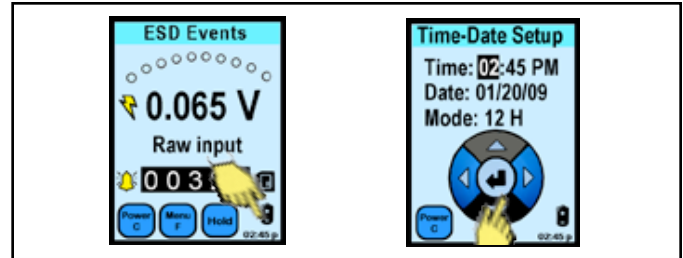 ESD Events
0.065 V
Raw input
003
Power
C
Menu
F
Hold
02:45 p
Time-Date Setup
Time: 02:45 PM
Date: 01/20/09
Mode: 12 H
Power
C
02:45 p